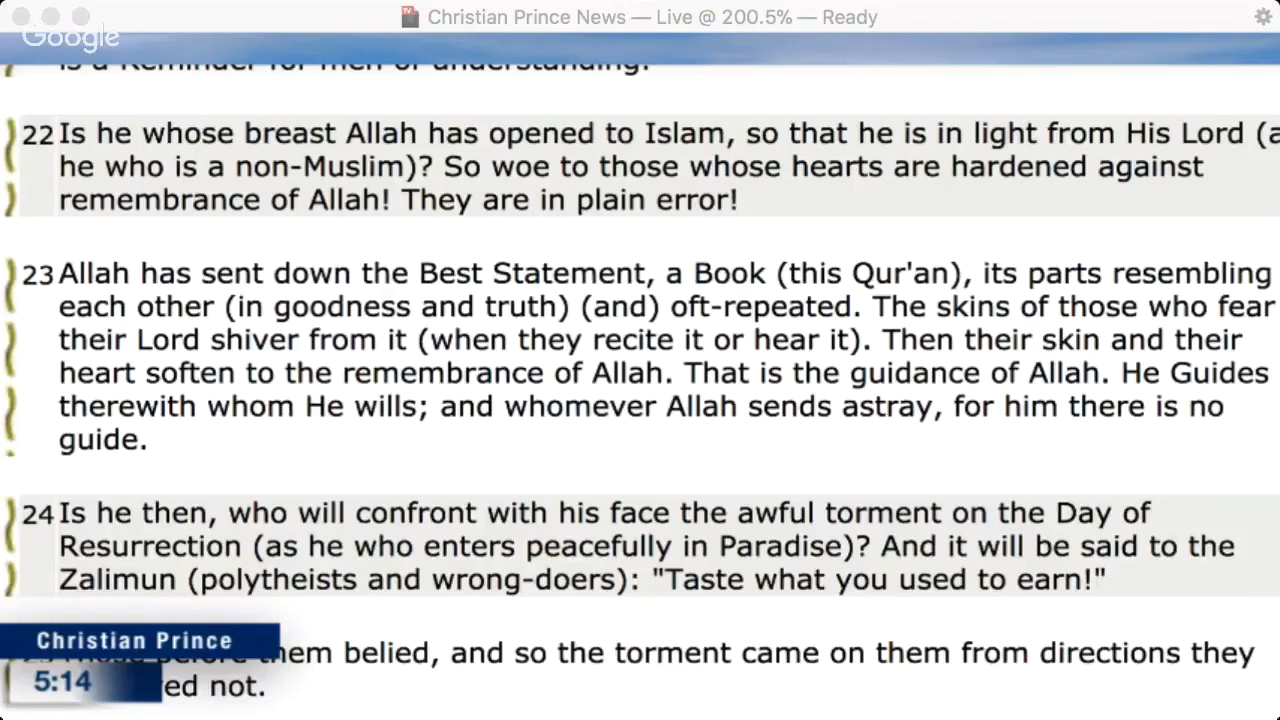 Christian Prince News — Live @ 200.5% — Ready
Google
is a Reminder for men of understanding.
22 Is he whose breast Allah has opened to Islam, so that he is in light from His Lord (a
he who is a non-Muslim)? So woe to those whose hearts are hardened against
remembrance of Allah! They are in plain error!
23 Allah has sent down the Best Statement, a Book (this Qur'an), its parts resembling
each other (in goodness and truth) (and) oft-repeated. The skins of those who fear
their Lord shiver from it (when they recite it or hear it). Then their skin and their
heart soften to the remembrance of Allah. That is the guidance of Allah. He Guides
therewith whom He wills; and whomever Allah sends astray, for him there is no
guide.
24 Is he then, who will confront with his face the awful torment on the Day of
Resurrection (as he who enters peacefully in Paradise)? And it will be said to the
Zalimun (polytheists and wrong-doers): "Taste what you used to earn!"
Christian Prince
hem belied, and so the torment came on them from directions they
5:14
ed not.